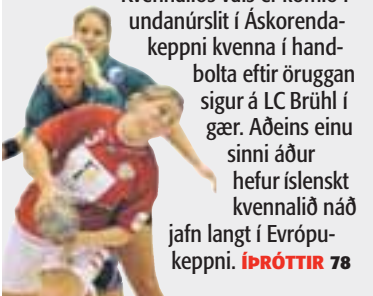 undanúrslit í Áskorenda-
keppni kvenna í hand-
bolta eftir öruggan
sigur á LC Brühl í
gær. Aðeins einu
sinni áður
hefur íslenskt
kvennalið náð
jafn langt í Evrópu-
keppni. ÍÞRÓTTIR 78